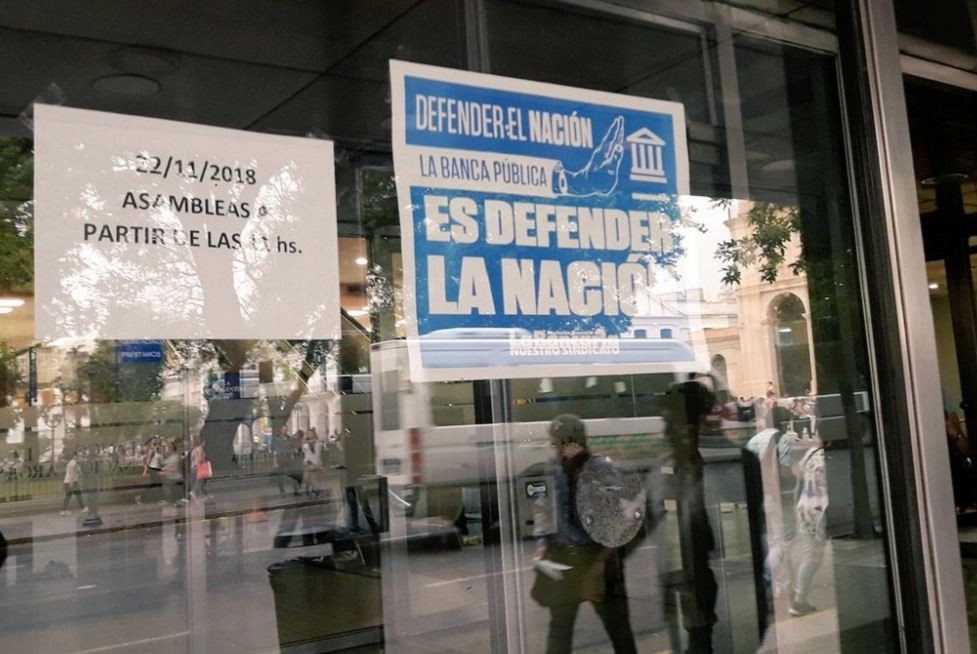 22/11/2018
ASAMBLEAS A
PARTIR DE LAS 11 hs.
DEFENDER EL NACIÓN
LA BANCA PÚBLICA
ES DEFENDER
LA NACIÓN
NUESTRO SINDICATO
PRÉSTAMOS